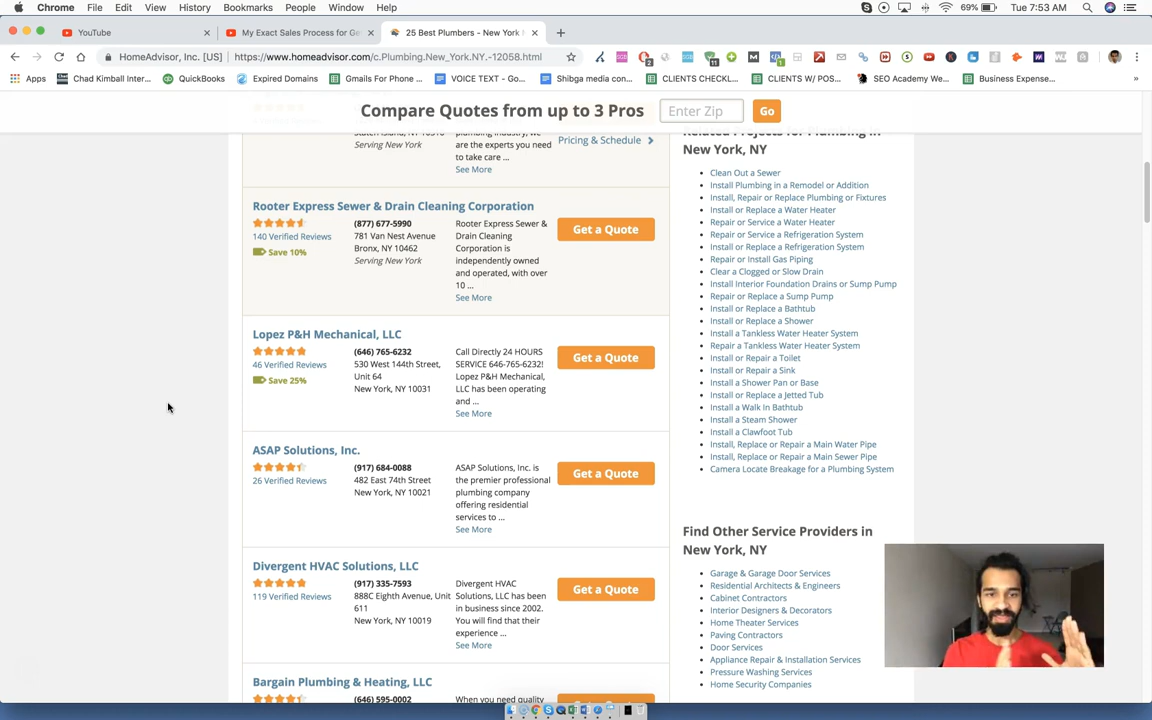 Chrome File Edit View History Bookmarks People Window Help 69% Tue 7:53 AM
YouTube
My Exact Sales Process for Ge
25 Best Plumbers - New York
HomeAdvisor, Inc. [US] https://www.homeadvisor.com/c.Plumbing.New_York.NY.-12058.html
Apps Chad Kimball Inter... QuickBooks Expired Domains Gmails For Phone ... VOICE TEXT - Go... Shibga media con... CLIENTS CHECKL... CLIENTS W/ POS... SEO Academy We... Business Expense...
Compare Quotes from up to 3 Pros Enter Zip Go
Serving New York
plumbing industry, we
are the experts you need
to take care ...
See More
Pricing & Schedule
Rooter Express Sewer & Drain Cleaning Corporation
140 Verified Reviews
Save 10%
(877) 677-5990
781 Van Nest Avenue
Bronx, NY 10462
Serving New York
Rooter Express Sewer &
Drain Cleaning
Corporation is
independently owned
and operated, with over
10 ...
See More
Get a Quote
Lopez P&H Mechanical, LLC
46 Verified Reviews
Save 25%
(646) 765-6232
530 West 144th Street,
Unit 64
New York, NY 10031
Call Directly 24 HOURS
SERVICE 646-765-6232!
Lopez P&H Mechanical,
LLC has been operating
and ...
See More
Get a Quote
ASAP Solutions, Inc.
26 Verified Reviews
(917) 684-0088
482 East 74th Street
New York, NY 10021
ASAP Solutions, Inc. is
the premier professional
plumbing company
offering residential
services to ...
See More
Get a Quote
Divergent HVAC Solutions, LLC
119 Verified Reviews
(917) 335-7593
888C Eighth Avenue, Unit
611
New York, NY 10019
Divergent HVAC
Solutions, LLC has been
in business since 2002.
You will find that their
experience ...
See More
Get a Quote
Bargain Plumbing & Heating, LLC
(646) 595-0002
When you need quality
Related Projects for Plumbing in
New York, NY
Clean Out a Sewer
Install Plumbing in a Remodel or Addition
Install, Repair or Replace Plumbing or Fixtures
Install or Replace a Water Heater
Repair or Service a Water Heater
Repair or Service a Refrigeration System
Install or Replace a Refrigeration System
Repair or Install Gas Piping
Clear a Clogged or Slow Drain
Install Interior Foundation Drains or Sump Pump
Repair or Replace a Sump Pump
Install or Replace a Bathtub
Install or Replace a Shower
Install a Tankless Water Heater System
Repair a Tankless Water Heater System
Install or Repair a Toilet
Install or Repair a Sink
Install a Shower Pan or Base
Install or Replace a Jetted Tub
Install a Walk In Bathtub
Install a Steam Shower
Install a Clawfoot Tub
Install, Replace or Repair a Main Water Pipe
Install, Replace or Repair a Main Sewer Pipe
Camera Locate Breakage for a Plumbing System
Find Other Service Providers in
New York, NY
Garage & Garage Door Services
Residential Architects & Engineers
Cabinet Contractors
Interior Designers & Decorators
Home Theater Services
Paving Contractors
Door Services
Appliance Repair & Installation Services
Pressure Washing Services
Home Security Companies